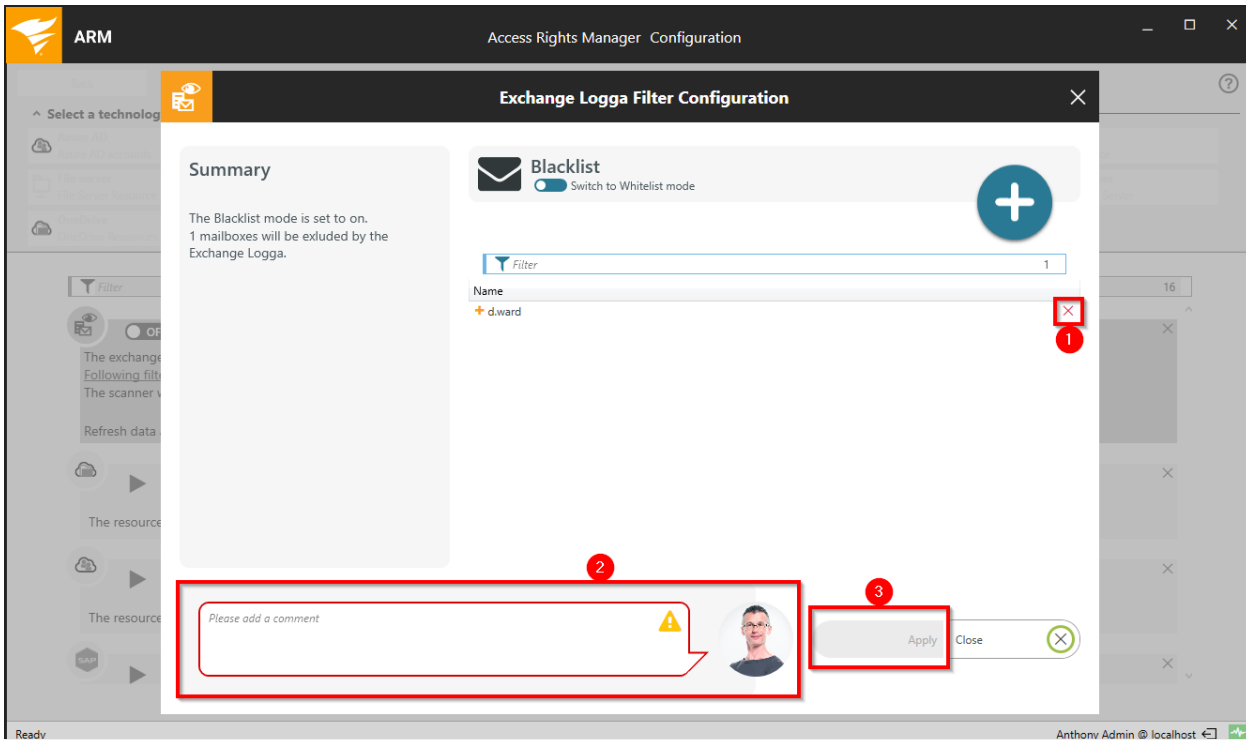 ARM
Access Rights Manager Configuration
^ Select a technolog
Exchange Logga Filter Configuration
Summary
The Blacklist mode is set to on.
1 mailboxes will be exluded by the
Exchange Logga.
Blacklist
Switch to Whitelist mode
Filter
1
Name
d.ward
1
Filter
16
OF
The exchange
Following filt
The scanner
Refresh data
The resource
The resource
SAP
2
Please add a comment
3
Apply
Close
Ready
Anthony Admin @ localhost